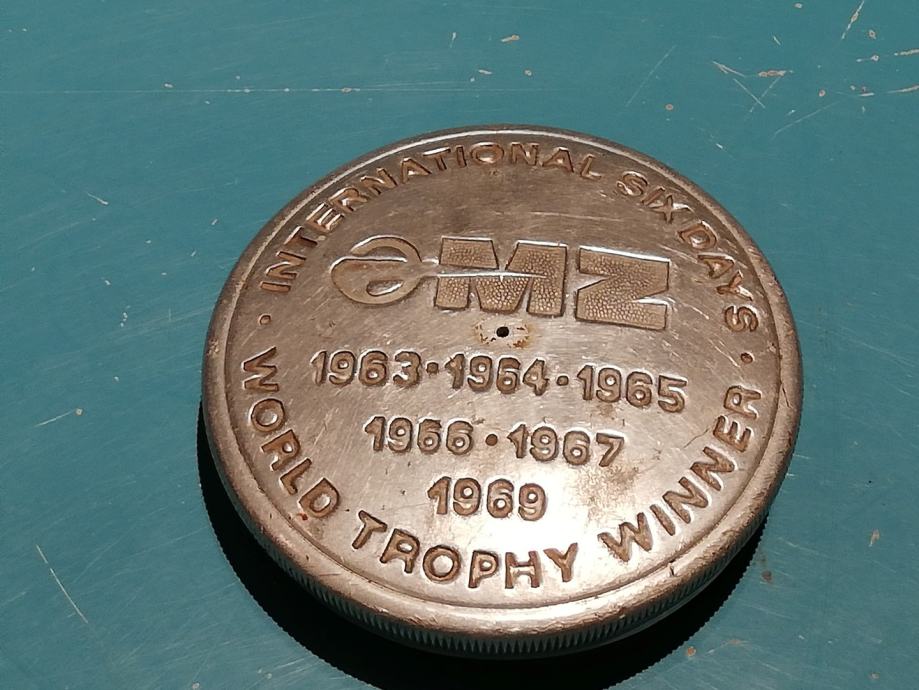 INTERNATIONAL SIX DAYS
MZ
1963·1964·1965
1966·1967
1969
WORLD TROPHY WINNER